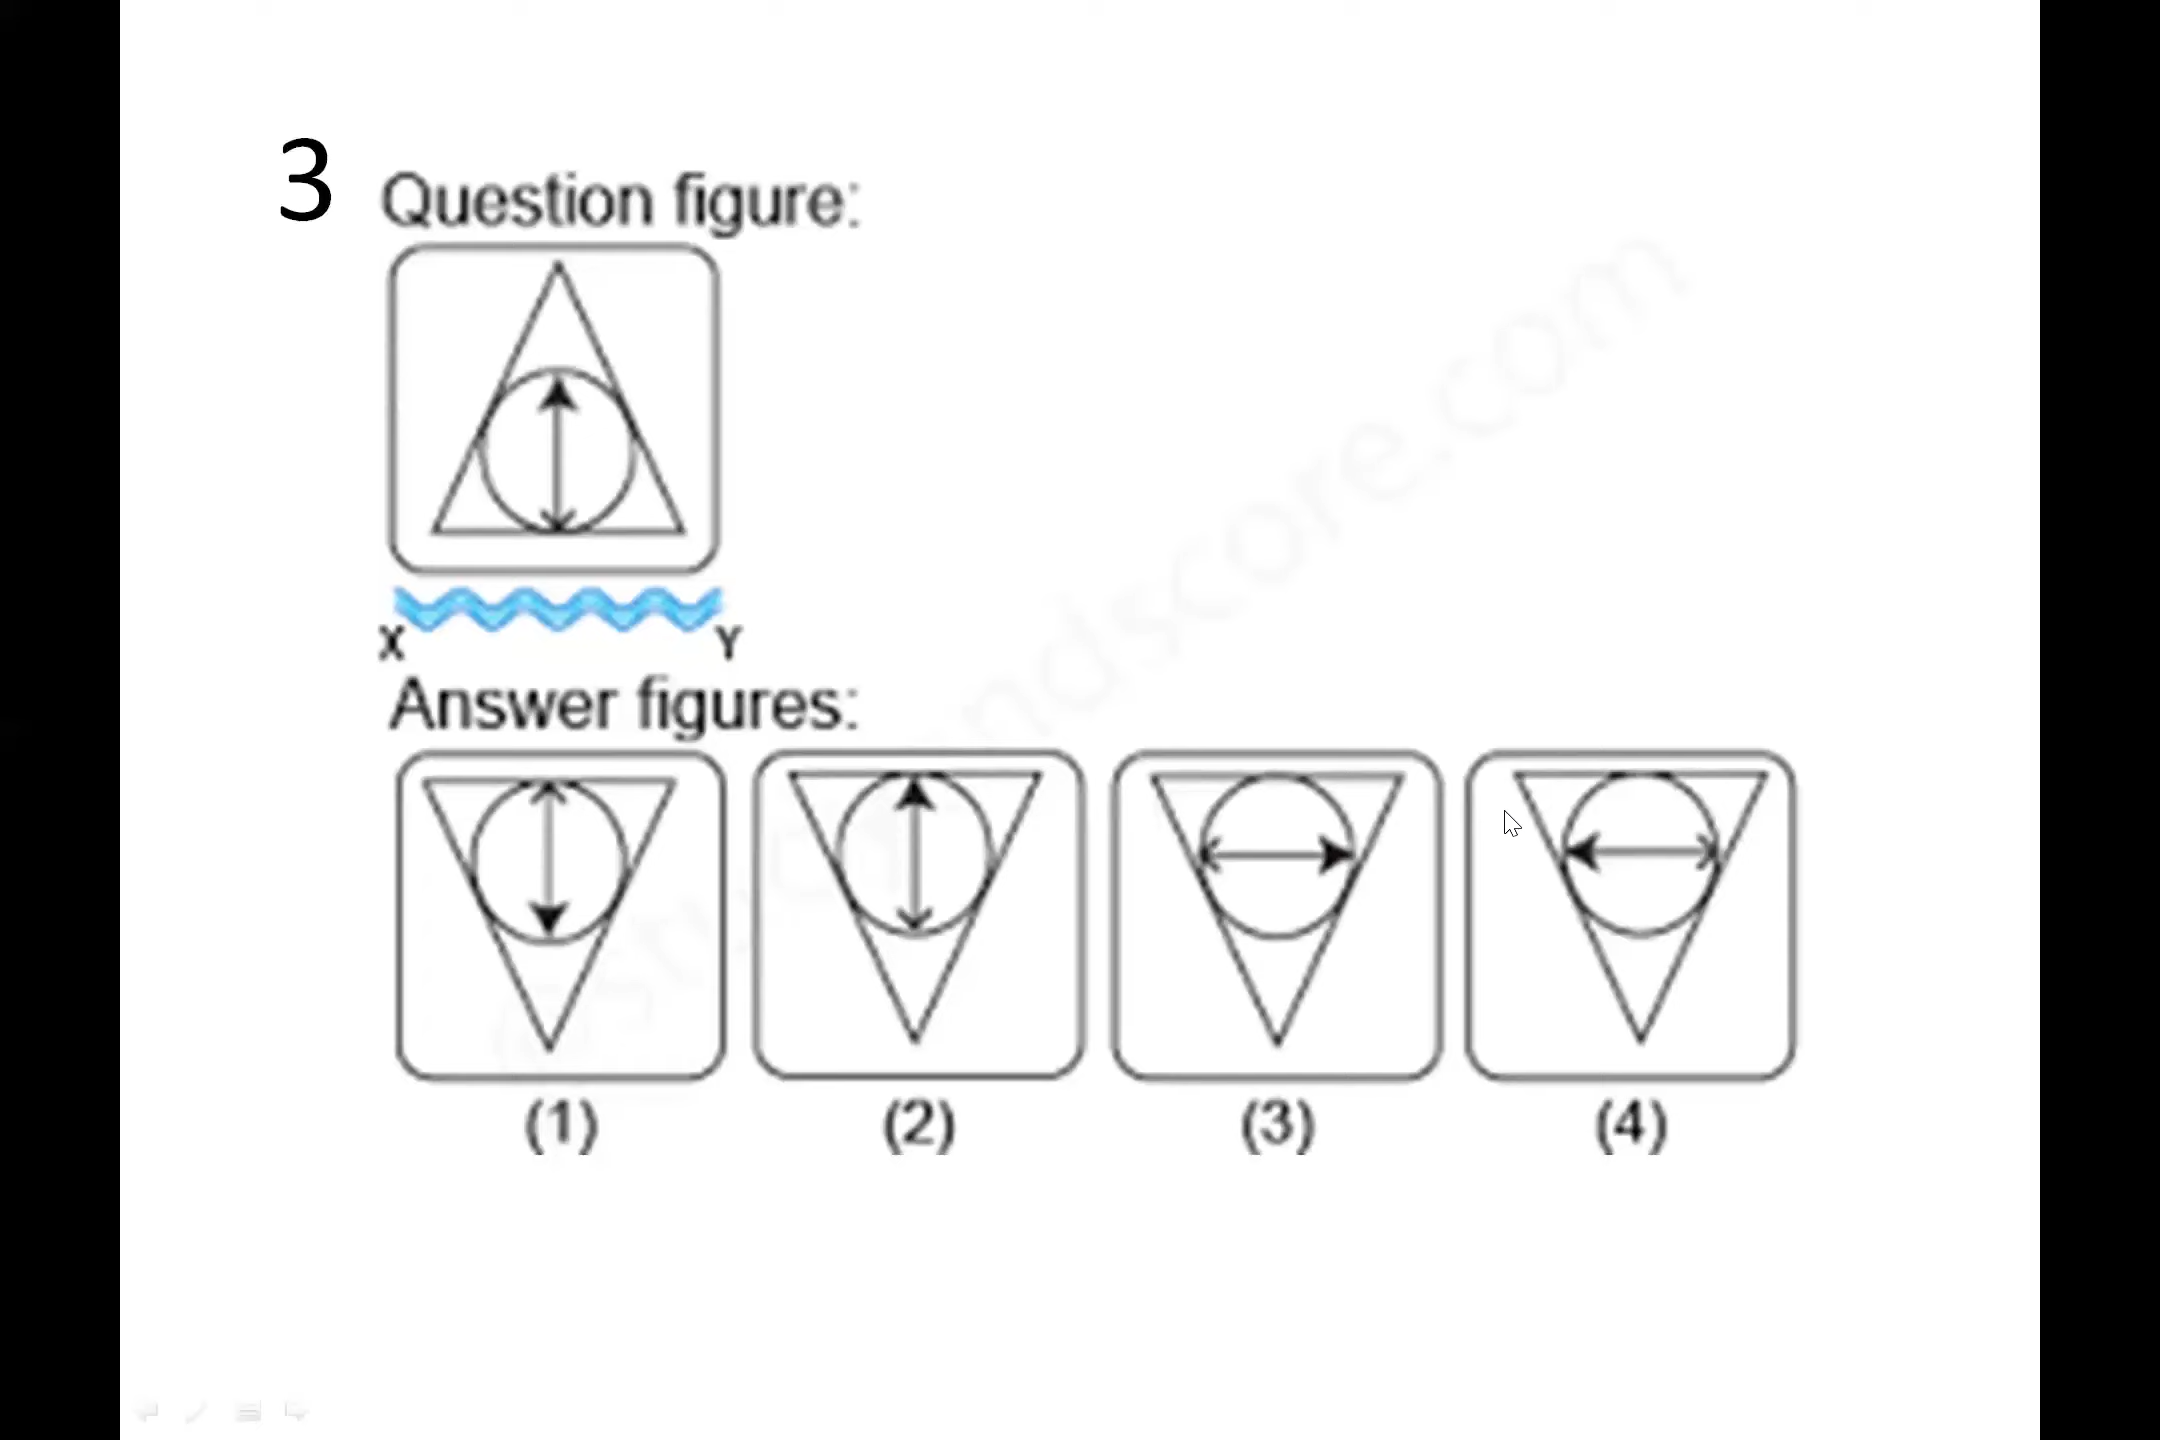 3 Question figure:
X Y
Answer figures:
(1) (2) (3) (4)